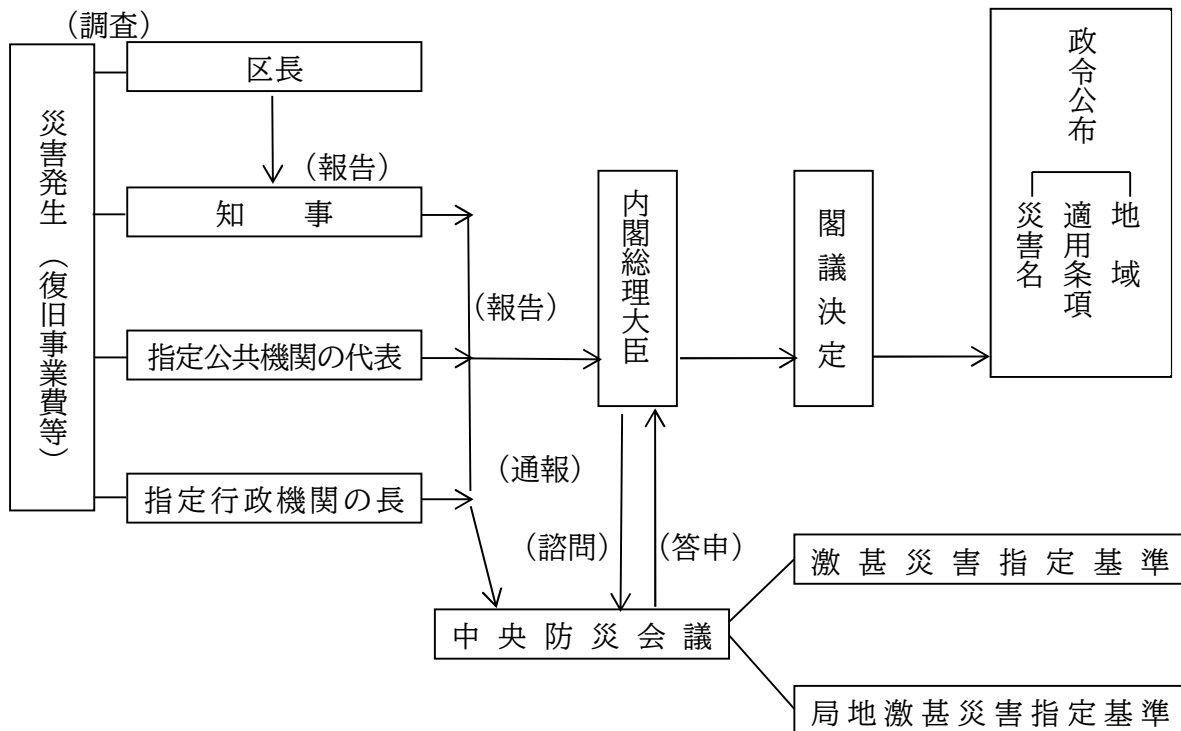 （調査）
災害発生（復旧事業費等）
区長
（報告）
知　　事
指定公共機関の代表
指定行政機関の長
（報告）
（通報）
内閣総理大臣
（諮問）
（答申）
中央防災会議
閣議決定
政令公布
地　域
適用条項
災害名
激甚災害指定基準
局地激甚災害指定基準